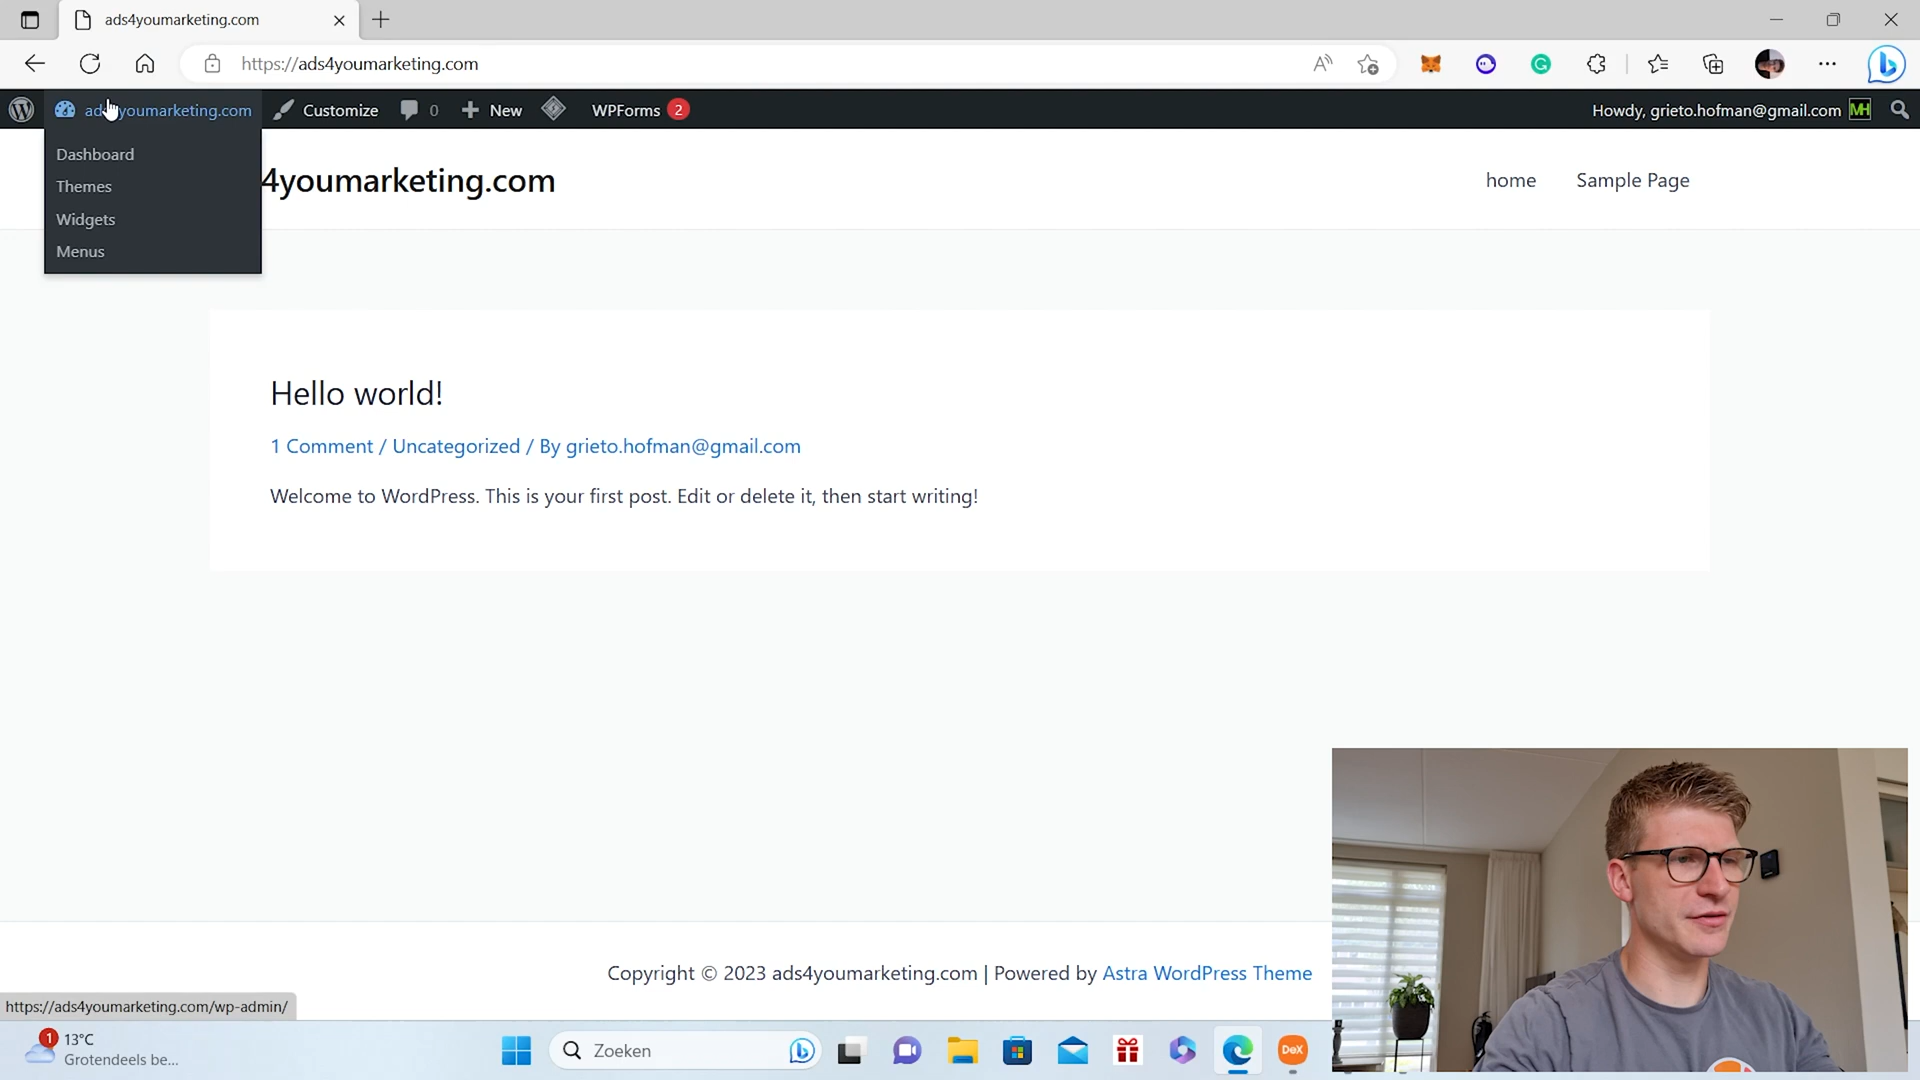 ads4youmarketing.com
https://ads4youmarketing.com
youmarketing.com Customize 0 New WPForms 2 Howdy, grieto.hofman@gmail.com MH
Dashboard
Themes
Widgets
Menus
4youmarketing.com
home Sample Page
Hello world!
1 Comment / Uncategorized / By grieto.hofman@gmail.com
Welcome to WordPress. This is your first post. Edit or delete it, then start writing!
Copyright © 2023 ads4youmarketing.com | Powered by Astra WordPress Theme
https://ads4youmarketing.com/wp-admin/
1 13°C
Grotendeels be...
Zoeken
DeX